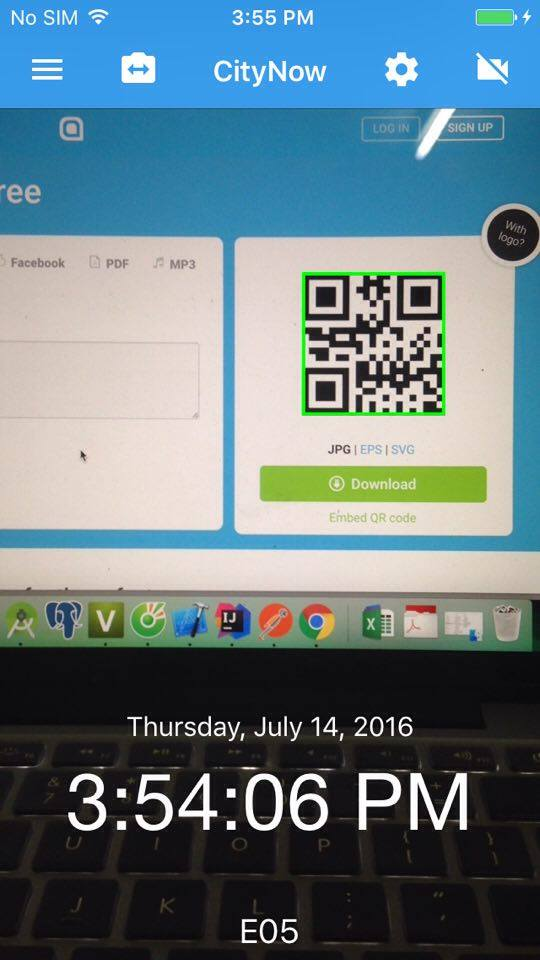 No SIM 3:55 PM
CityNow
LOG IN SIGN UP
ree
With
logo?
Facebook PDF MP3
JPG | EPS | SVG
Download
Embed QR code
V IJ X
Thursday, July 14, 2016
3:54:06 PM
U I O P
J K L
E05